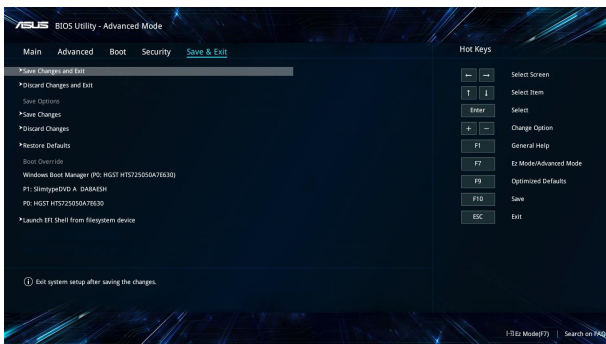 ASUS BIOS Utility - Advanced Mode
Main Advanced Boot Security Save & Exit
Save Changes and Exit
Discard Changes and Exit
Save Options
Save Changes
Discard Changes
Restore Defaults
Boot Override
Windows Boot Manager (P0: HGST HTS725050A7E630)
P1: SlimtypeDVD A DA8AESH
P0: HGST HTS725050A7E630
Launch EFI Shell from filesystem device
Exit system setup after saving the changes.
Hot Keys
← → Select Screen
↑ ↓ Select Item
Enter Select
+ - Change Option
F1 General Help
F7 Ez Mode/Advanced Mode
F9 Optimized Defaults
F10 Save
ESC Exit
Ez Mode(F7) | Search on FAQ